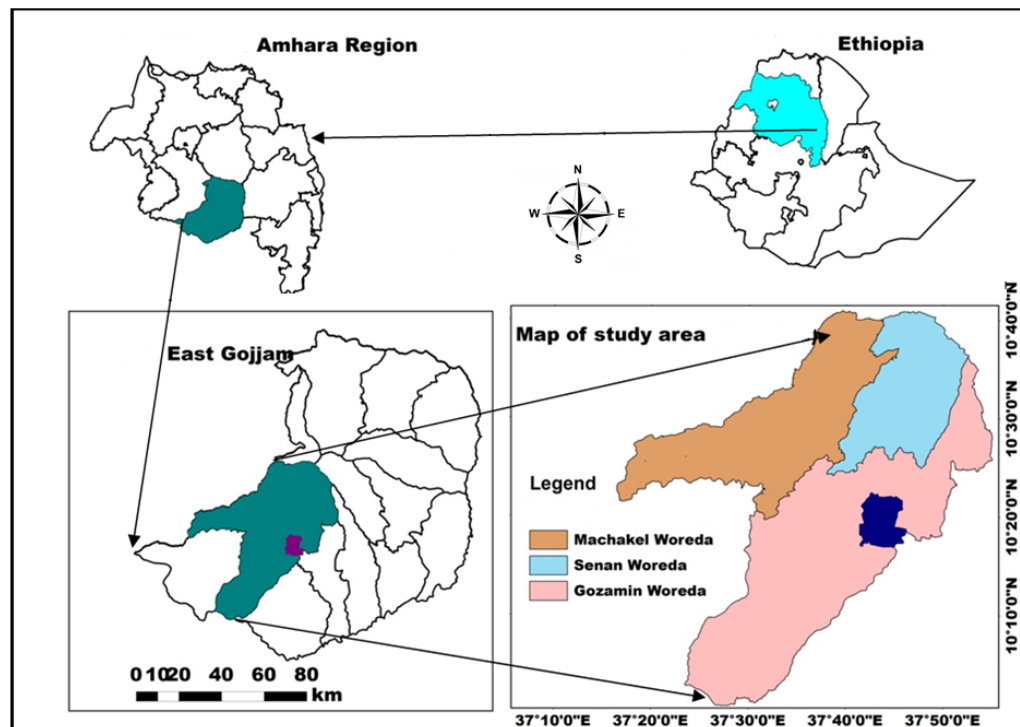 Amhara Region
Ethiopia
N
W
E
S
East Gojjam
0 10 20 40 60 80
km
Map of study area
Legend
Machakel Woreda
Senan Woreda
Gozamin Woreda
10°40'0"N
10°30'0"N
10°20'0"N
10°10'0"N
37°10'0"E
37°20'0"E
37°30'0"E
37°40'0"E
37°50'0"E